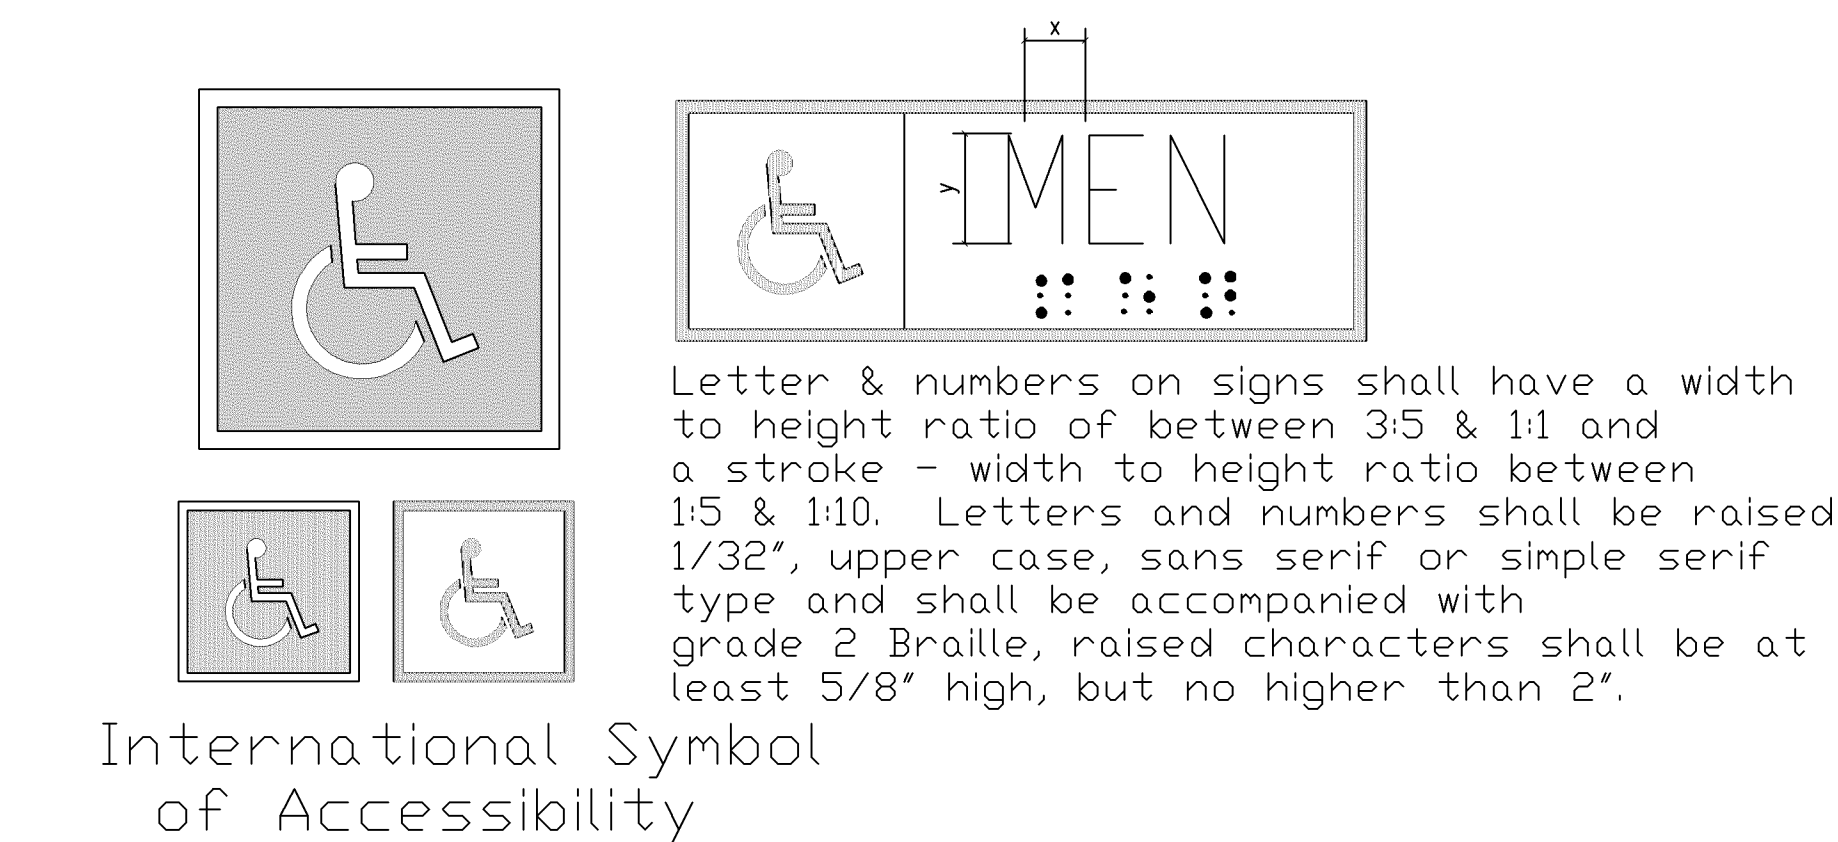 x
y
MEN
⠍⠑⠝
Letter & numbers on signs shall have a width
to height ratio of between 3:5 & 1:1 and
a stroke - width to height ratio between
1:5 & 1:10.  Letters and numbers shall be raised
1/32", upper case, sans serif or simple serif
type and shall be accompanied with
grade 2 Braille, raised characters shall be at
least 5/8" high, but no higher than 2".
International Symbol
of Accessibility